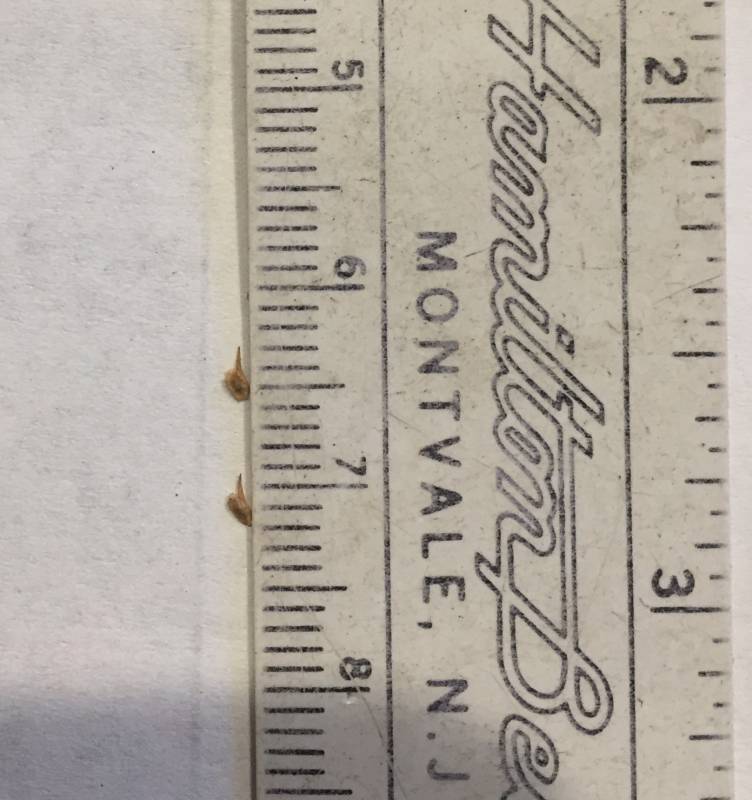 5 6 7 8
MONTVALE, N.J
Hamilton Be
2 3